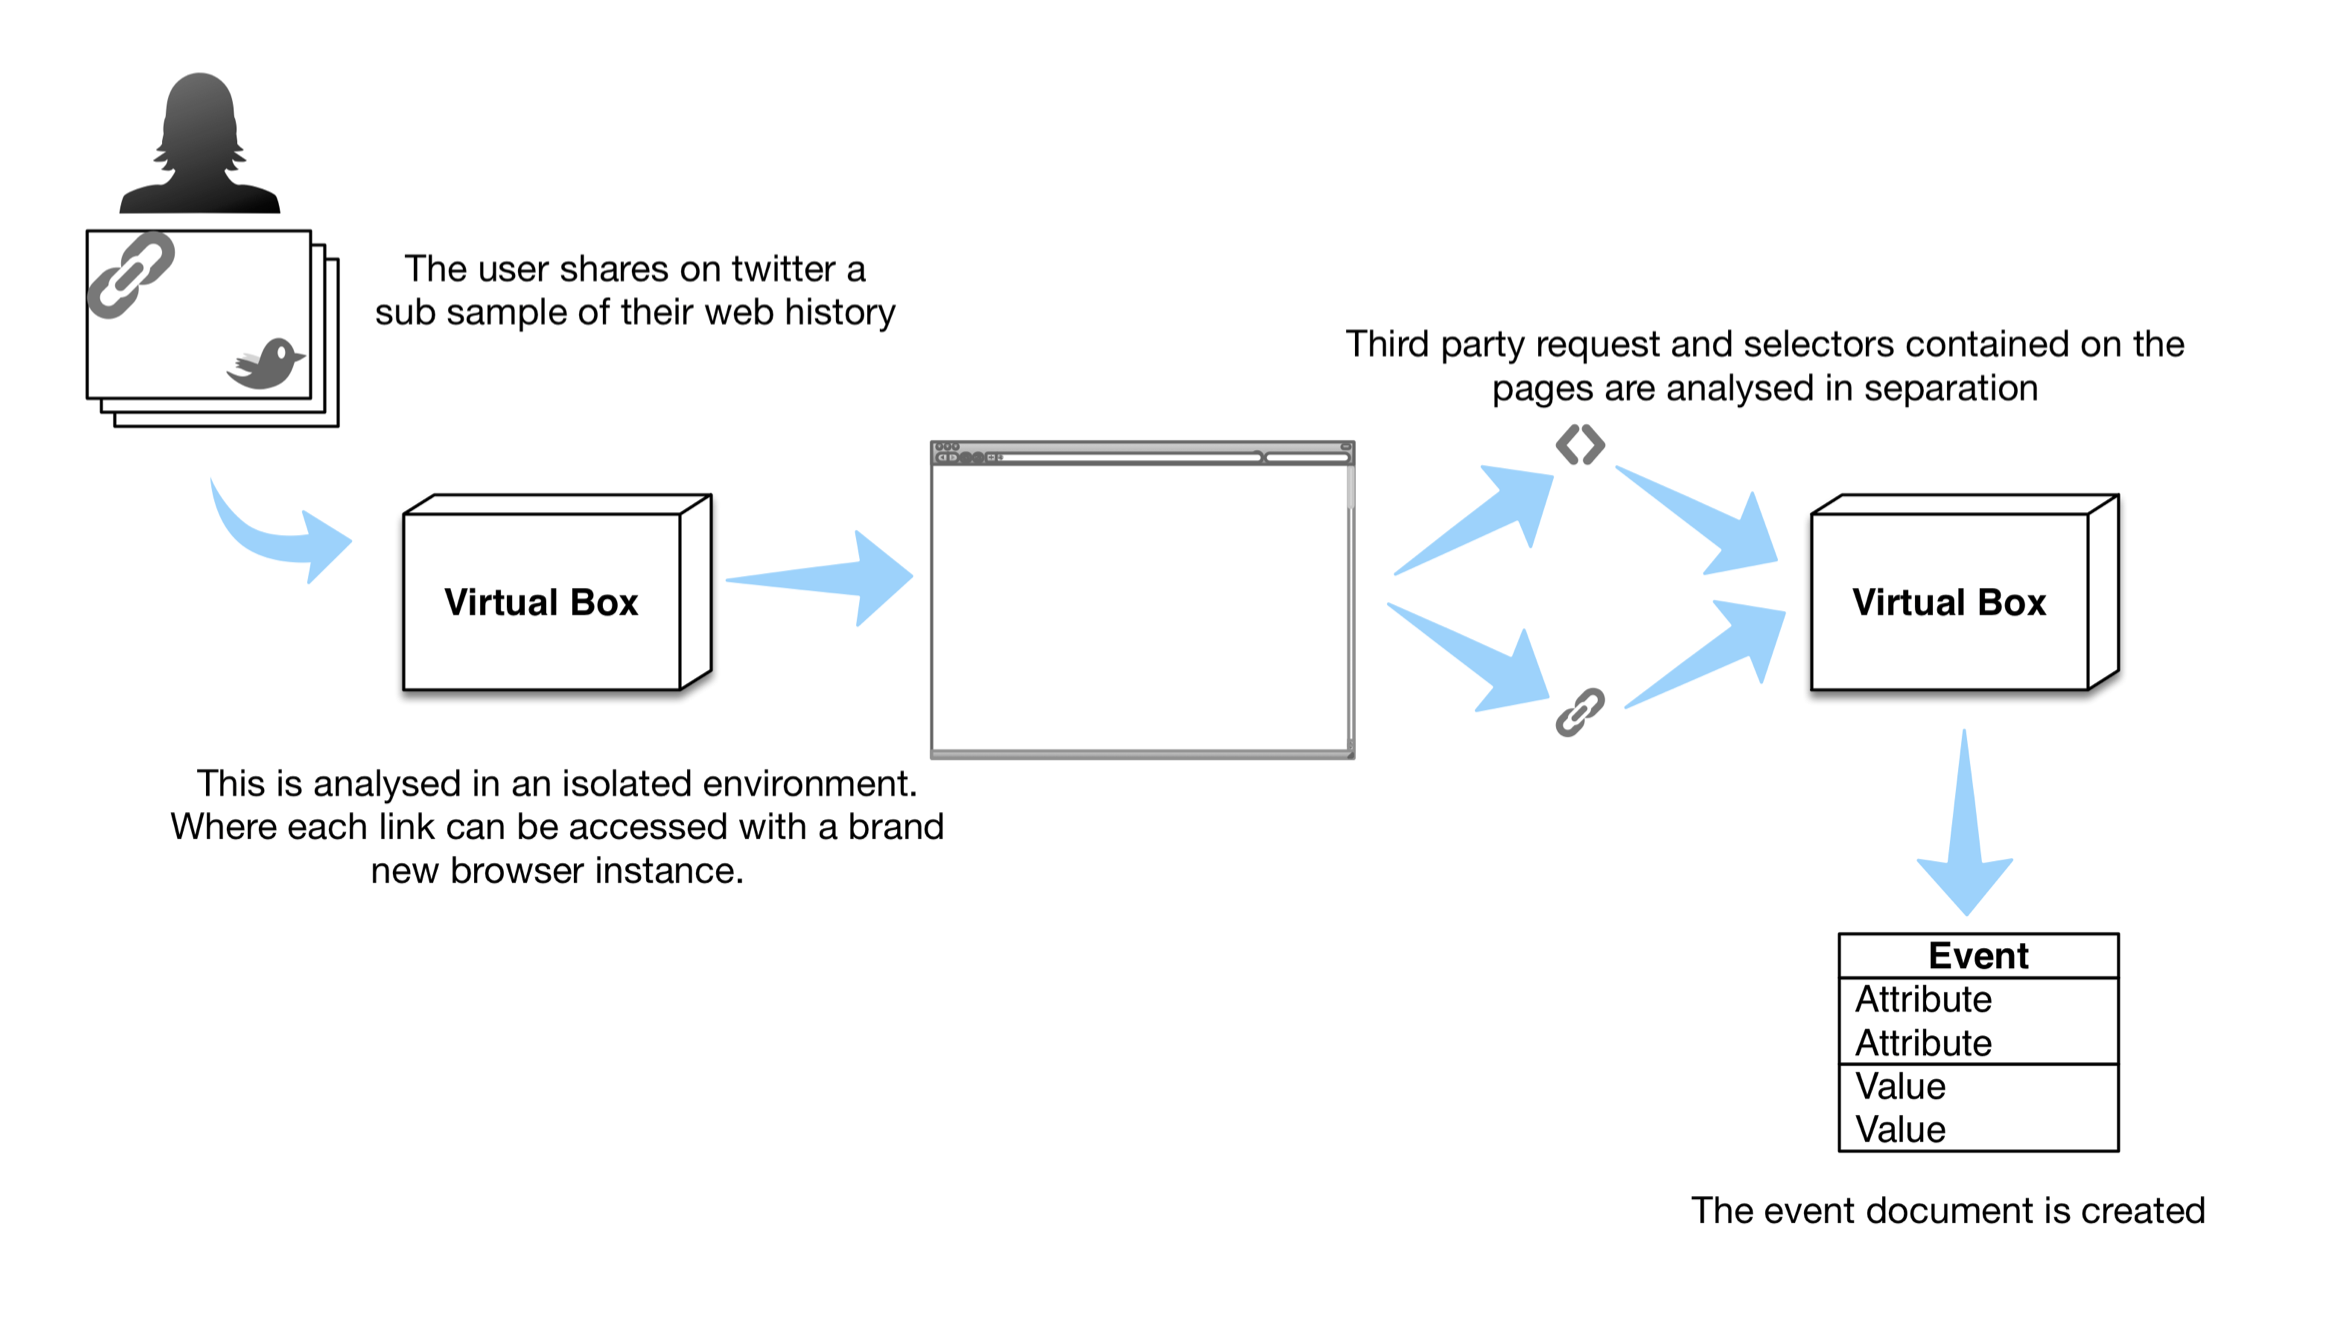 The user shares on twitter a
sub sample of their web history
Third party request and selectors contained on the
pages are analysed in separation
Virtual Box
Virtual Box
This is analysed in an isolated environment.
Where each link can be accessed with a brand
new browser instance.
Event
Attribute
Attribute
Value
Value
The event document is created